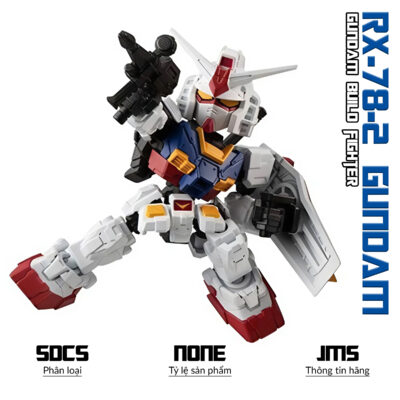 RX-78-2 GUNDAM
GUNDAM BUILD FIGHTER
SDCS
Phân loại
NONE
Tỷ lệ sản phẩm
JMS
Thông tin hãng